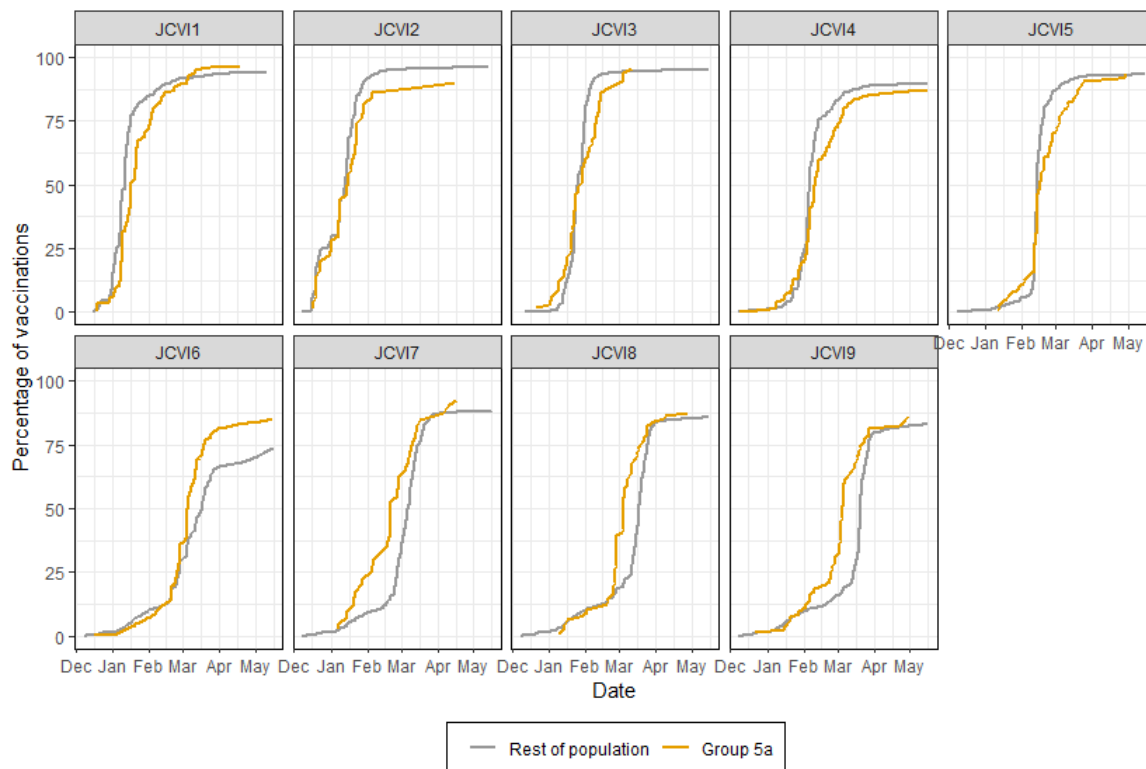 JCVI1 JCVI2 JCVI3 JCVI4 JCVI5
100
75
50
25
0
Dec Jan Feb Mar Apr May
JCVI6 JCVI7 JCVI8 JCVI9
100
75
50
25
0
Dec Jan Feb Mar Apr May Dec Jan Feb Mar Apr May Dec Jan Feb Mar Apr May Dec Jan Feb Mar Apr May
Percentage of vaccinations
Date
Rest of population Group 5a